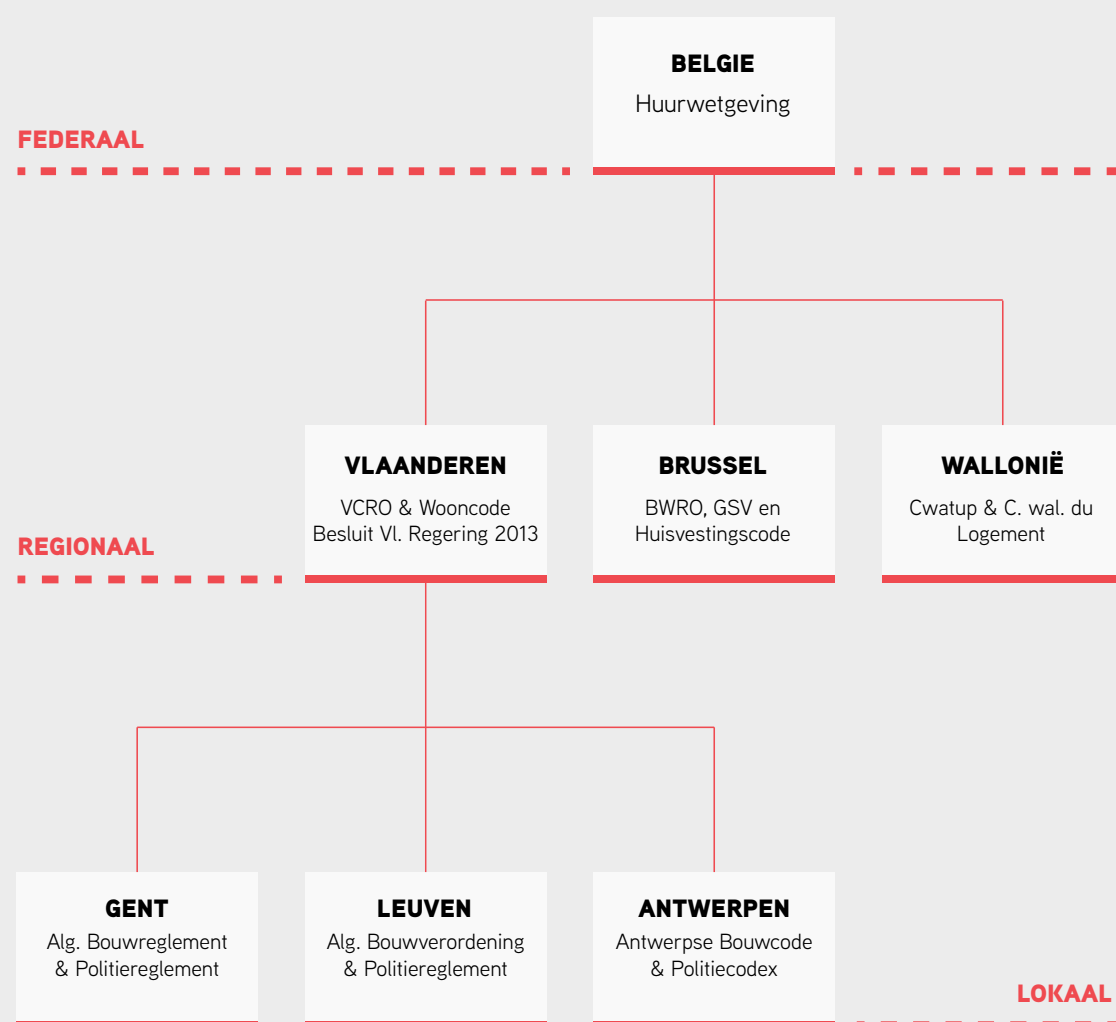 BELGIE
Huurwetgeving
FEDERAAL
VLAANDEREN
VCRO & Wooncode
Besluit Vl. Regering 2013
BRUSSEL
BWRO, GSV en
Huisvestingscode
WALLONIË
Cwatup & C. wal. du
Logement
REGIONAAL
GENT
Alg. Bouwreglement
& Politiereglement
LEUVEN
Alg. Bouwverordening
& Politiereglement
ANTWERPEN
Antwerpse Bouwcode
& Politiecodex
LOKAAL